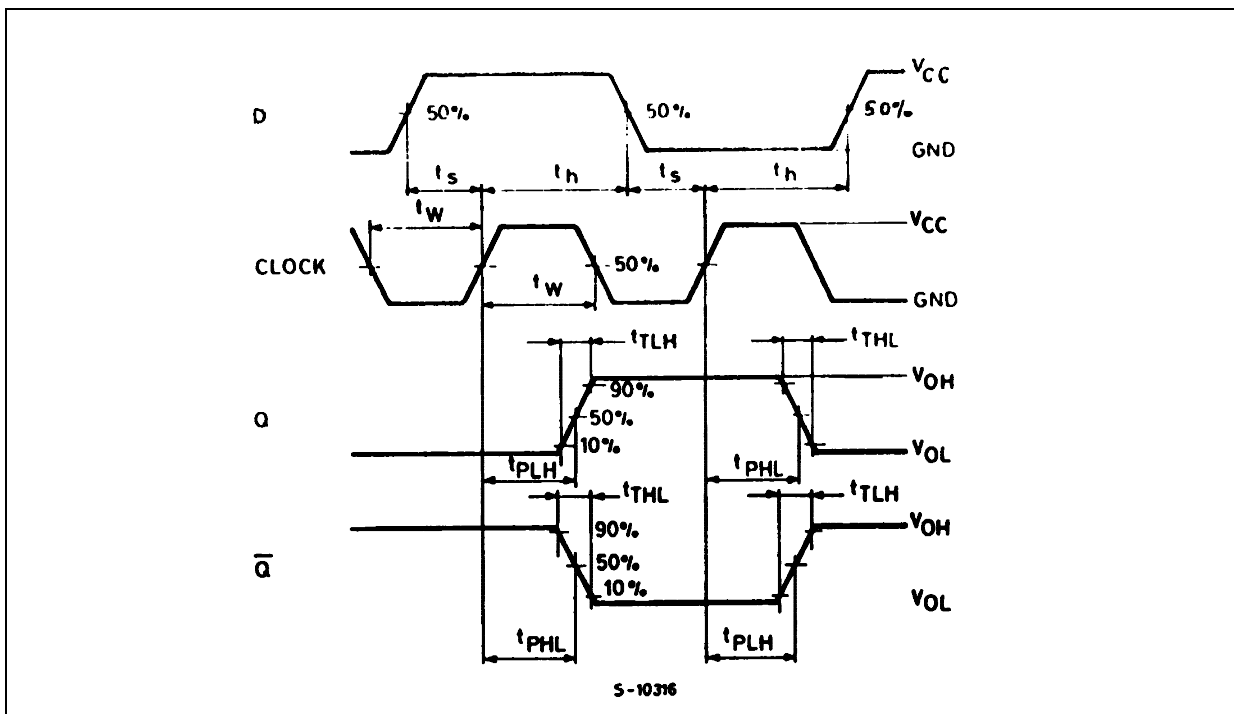 VCC
D 50% 50% 50%
GND
ts th ts th
tW
VCC
CLOCK 50%
tW
GND
tTLH tTHL
90% VOH
Q 50%
10%
VOL
tPLH tPHL
tTHL tTLH
90% VOH
Q̅ 50%
10%
VOL
tPHL tPLH
S-10316